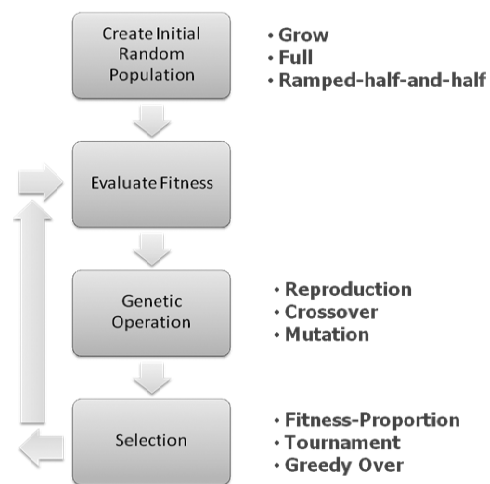 Create Initial
Random
Population
• Grow
• Full
• Ramped-half-and-half
Evaluate Fitness
Genetic
Operation
• Reproduction
• Crossover
• Mutation
Selection
• Fitness-Proportion
• Tournament
• Greedy Over